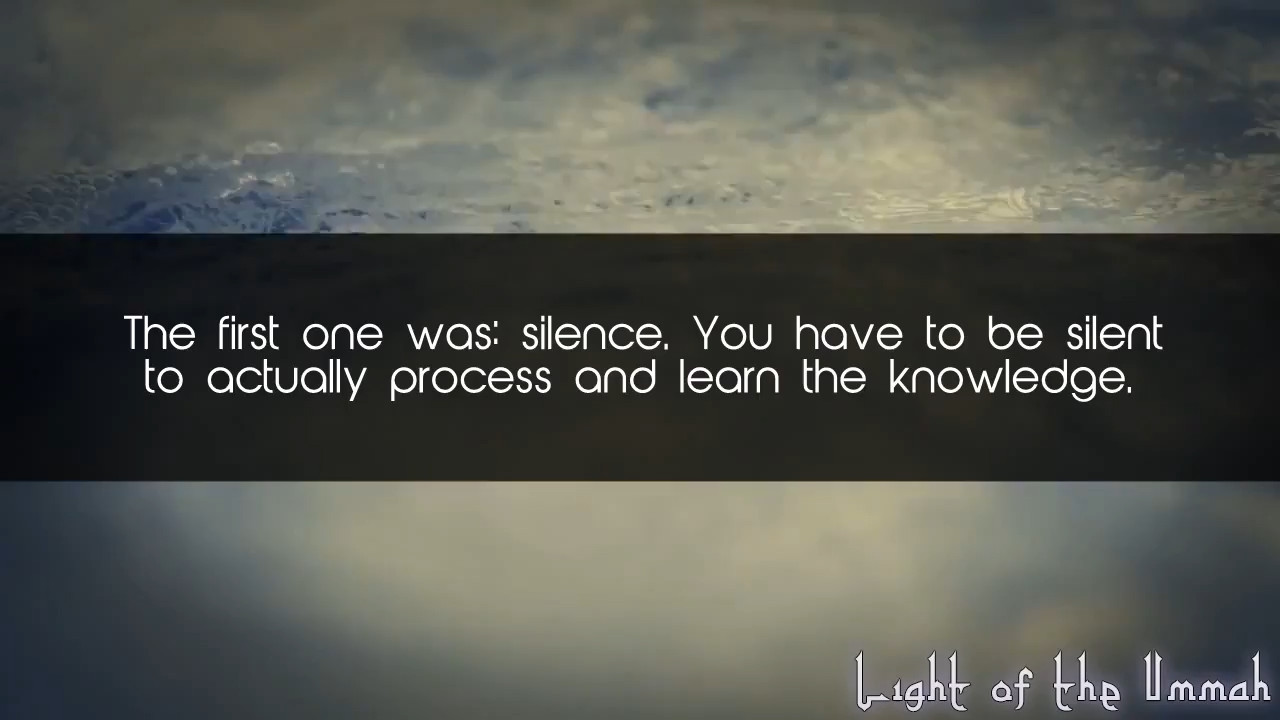 The first one was: silence. You have to be silent
to actually process and learn the knowledge.
Light of the Ummah